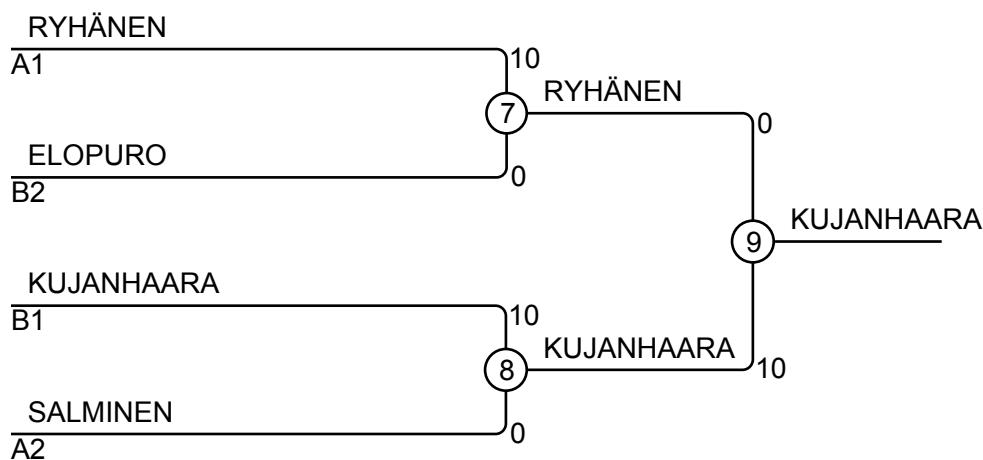 RYHÄNEN
A1
10
7
RYHÄNEN
0
ELOPURO
B2
0
9
KUJANHAARA
KUJANHAARA
B1
10
8
KUJANHAARA
10
SALMINEN
A2
0